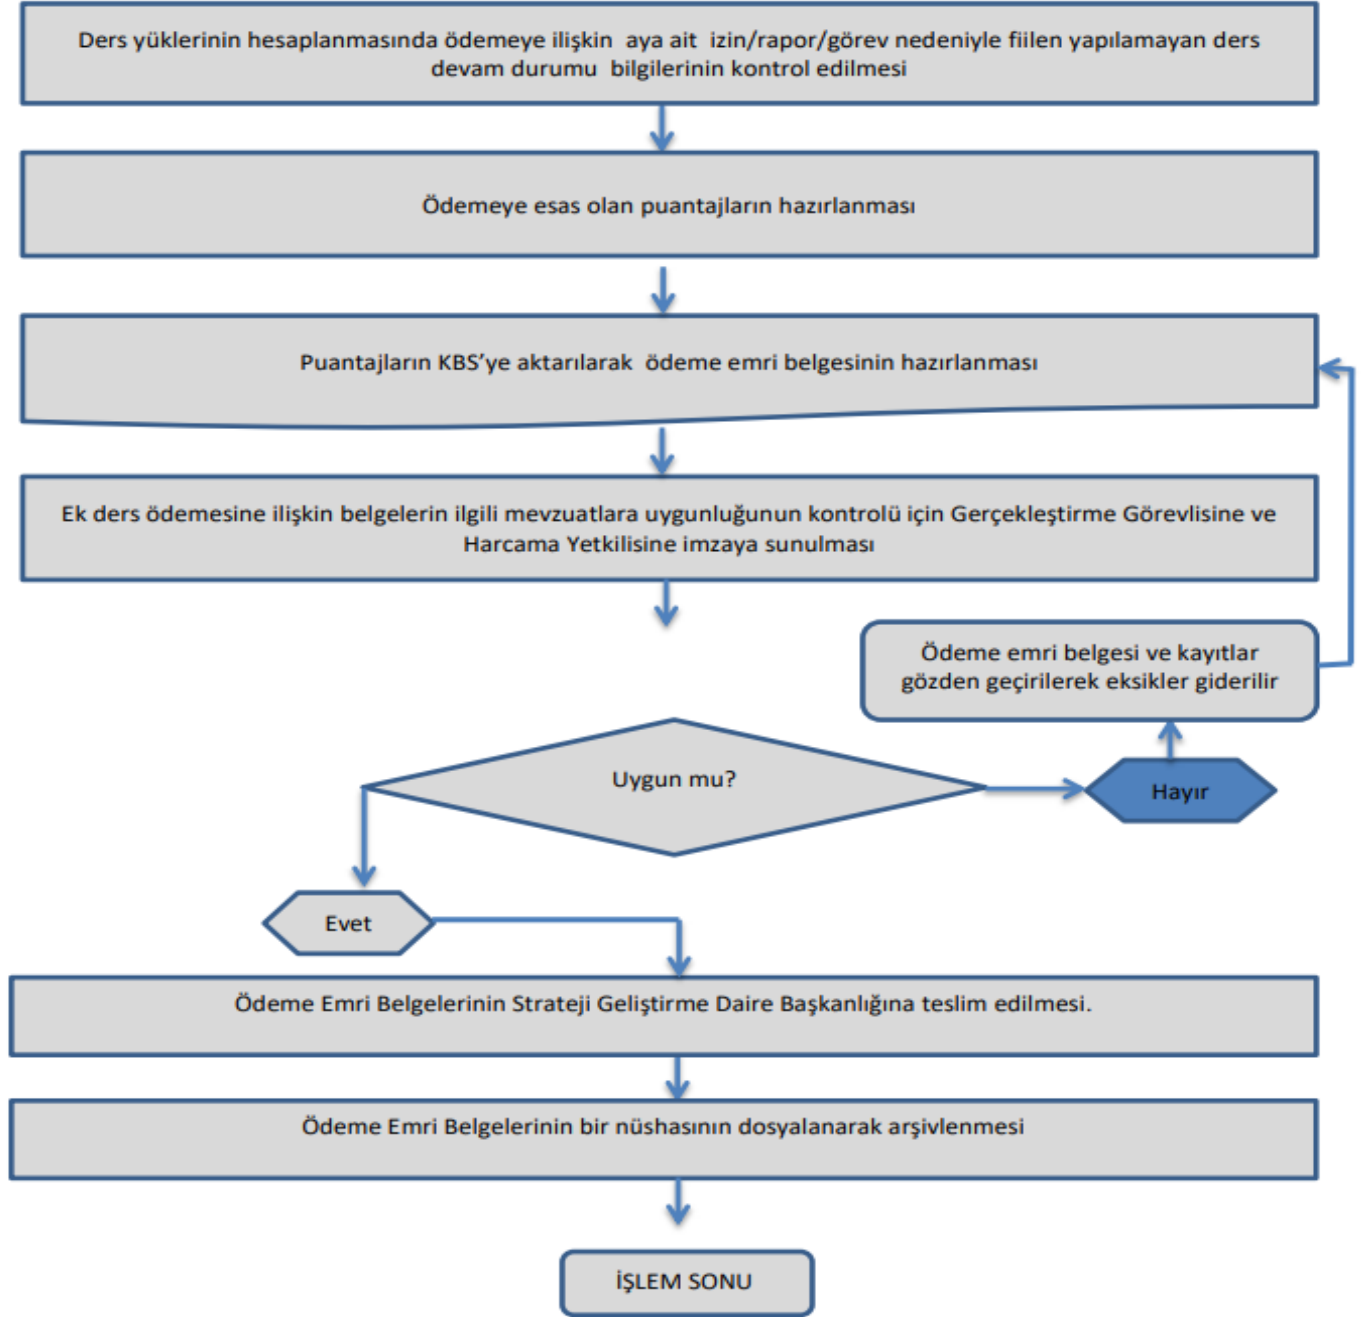 Ders yüklerinin hesaplanmasında ödemeye ilişkin aya ait izin/rapor/görev nedeniyle fiilen yapılamayan ders
devam durumu bilgilerinin kontrol edilmesi
Ödemeye esas olan puantajların hazırlanması
Puantajların KBS’ye aktarılarak ödeme emri belgesinin hazırlanması
Ek ders ödemesine ilişkin belgelerin ilgili mevzuatlara uygunluğunun kontrolü için Gerçekleştirme Görevlisine ve
Harcama Yetkilisine imzaya sunulması
Ödeme emri belgesi ve kayıtlar
gözden geçirilerek eksikler giderilir
Uygun mu?
Hayır
Evet
Ödeme Emri Belgelerinin Strateji Geliştirme Daire Başkanlığına teslim edilmesi.
Ödeme Emri Belgelerinin bir nüshasının dosyalanarak arşivlenmesi
İŞLEM SONU